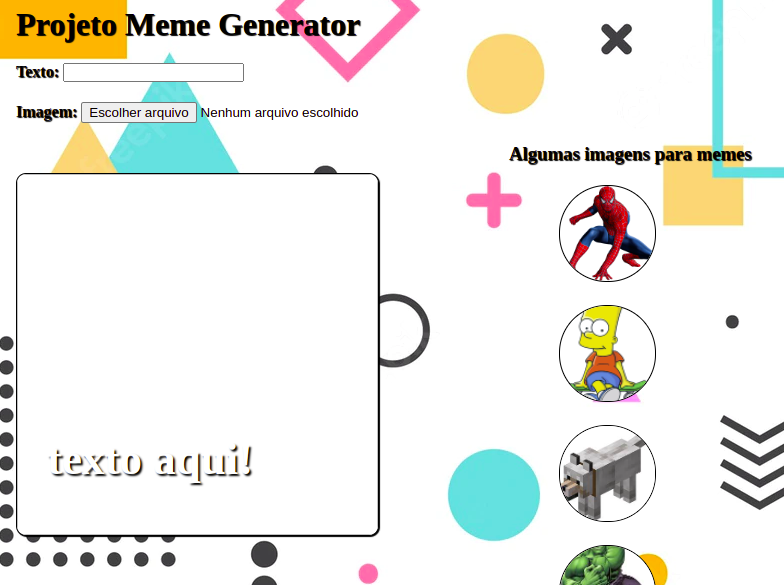 Projeto Meme Generator
Texto:
Imagem: Escolher arquivo Nenhum arquivo escolhido
Algumas imagens para memes
texto aqui!